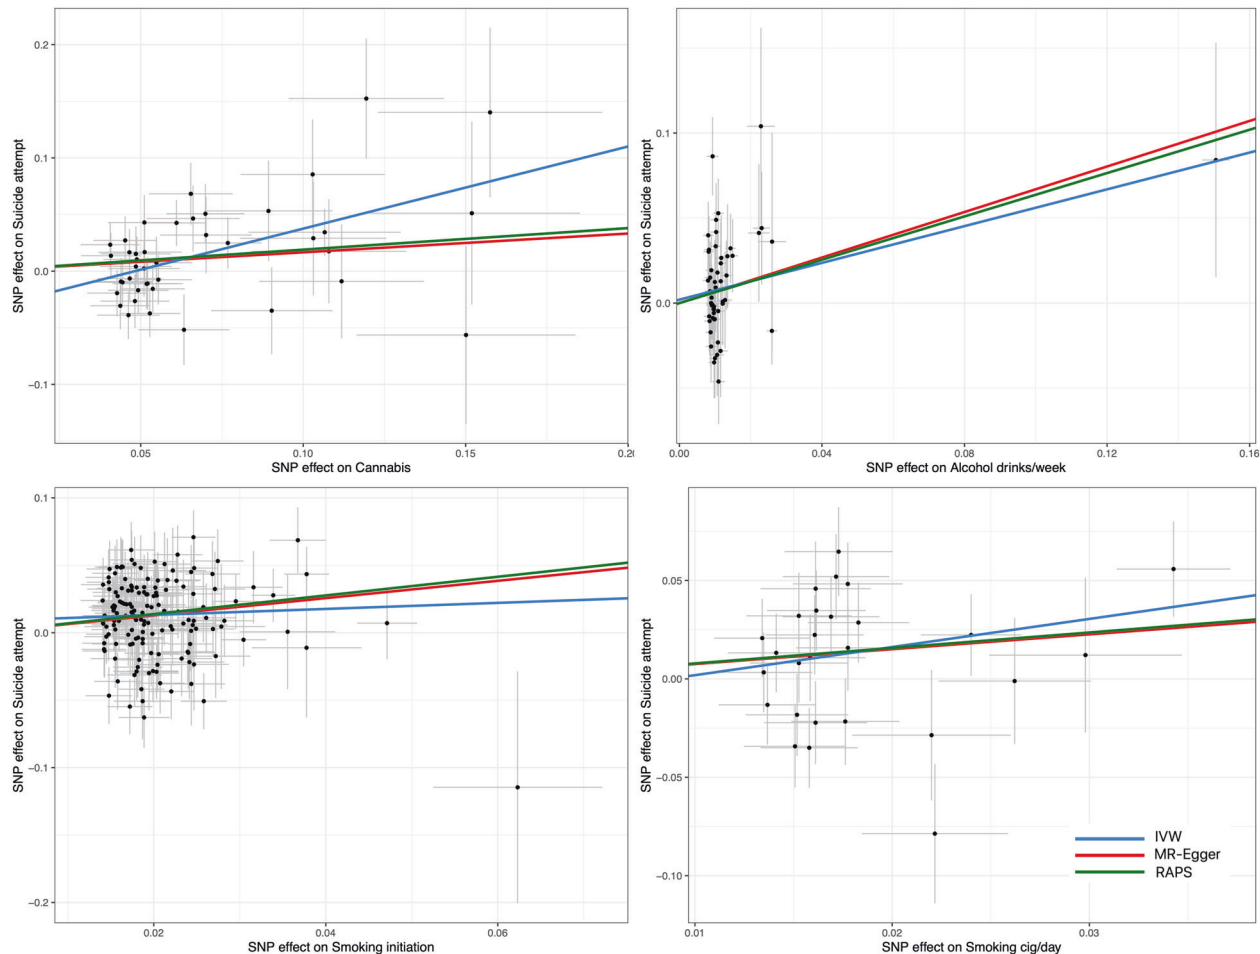 0.2
0.1
0.0
−0.1
SNP effect on Suicide attempt
0.05
0.10
0.15
0.20
SNP effect on Cannabis
0.1
0.0
SNP effect on Suicide attempt
0.00
0.04
0.08
0.12
0.16
SNP effect on Alcohol drinks/week
0.1
0.0
−0.1
−0.2
SNP effect on Suicide attempt
0.02
0.04
0.06
SNP effect on Smoking initiation
0.05
0.00
−0.05
−0.10
SNP effect on Suicide attempt
IVW
MR-Egger
RAPS
0.01
0.02
0.03
SNP effect on Smoking cig/day